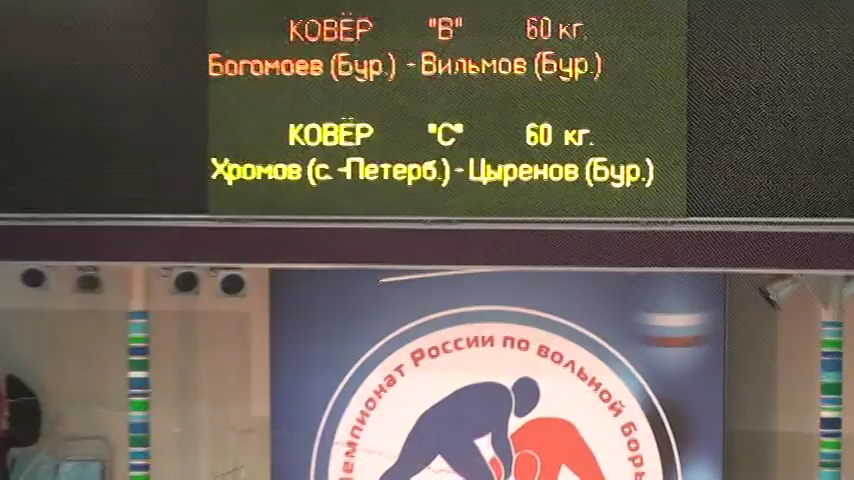 КОВЁР "В" 60 кг.
Богомоев (Бур.) - Вильмов (Бур.)
КОВЁР "С" 60 кг.
Хромов (с.-Петерб.) - Цыренов (Бур.)
Чемпионат России по вольной борь